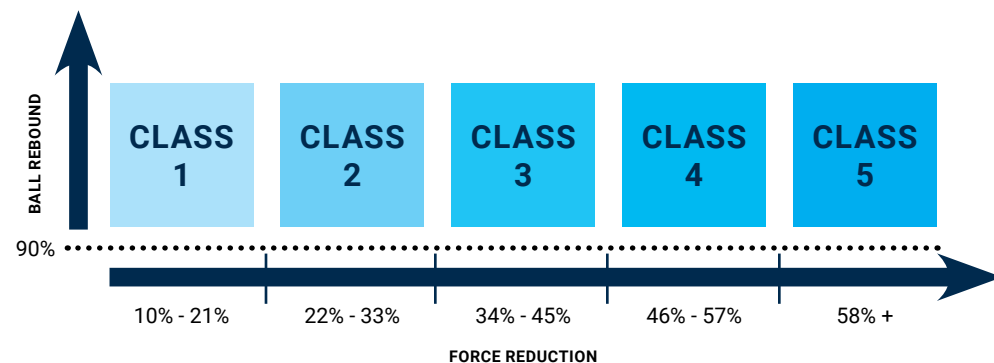 BALL REBOUND
CLASS
1
CLASS
2
CLASS
3
CLASS
4
CLASS
5
90%
10% - 21%
22% - 33%
34% - 45%
46% - 57%
58% +
FORCE REDUCTION